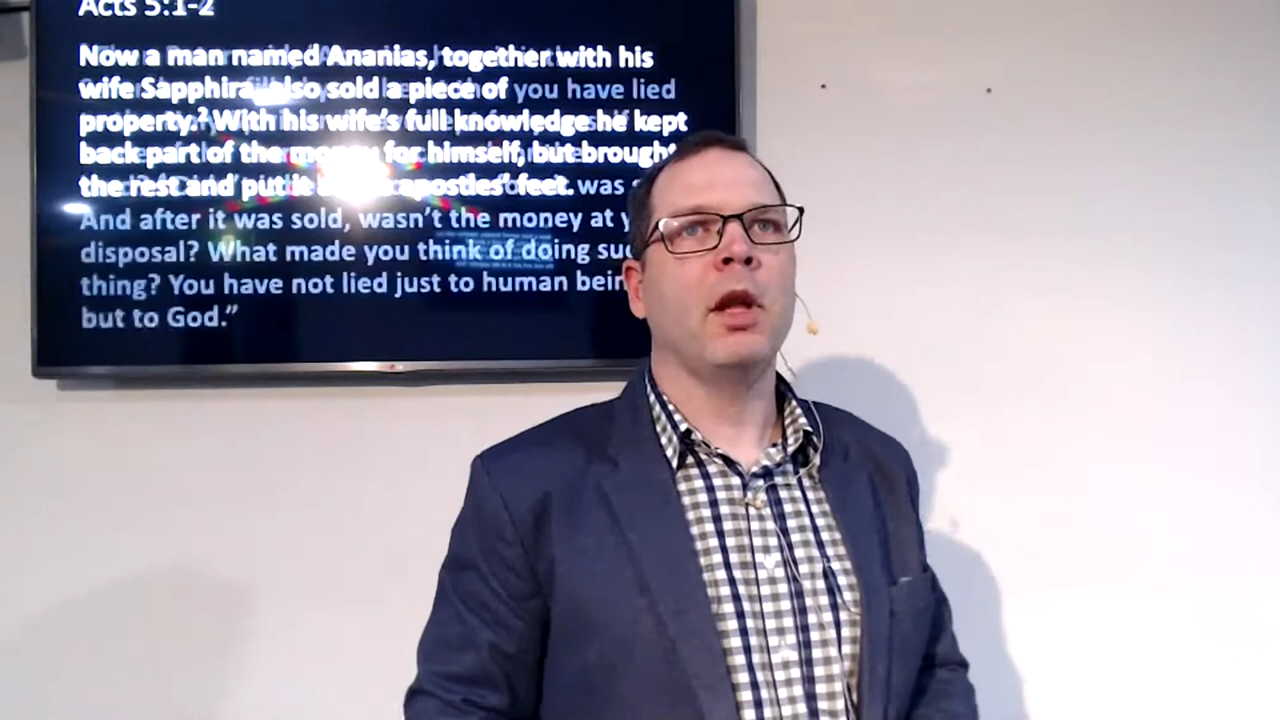 Acts 5:1-2
Now a man named Ananias, together with his
wife Sapphira, also sold a piece of you have lied
property.² With his wife's full knowledge he kept
back part of the money for himself, but brought
the rest and put it apostles' feet. was
And after it was sold, wasn't the money at
disposal? What made you think of doing
thing? You have not lied just to human
but to God."